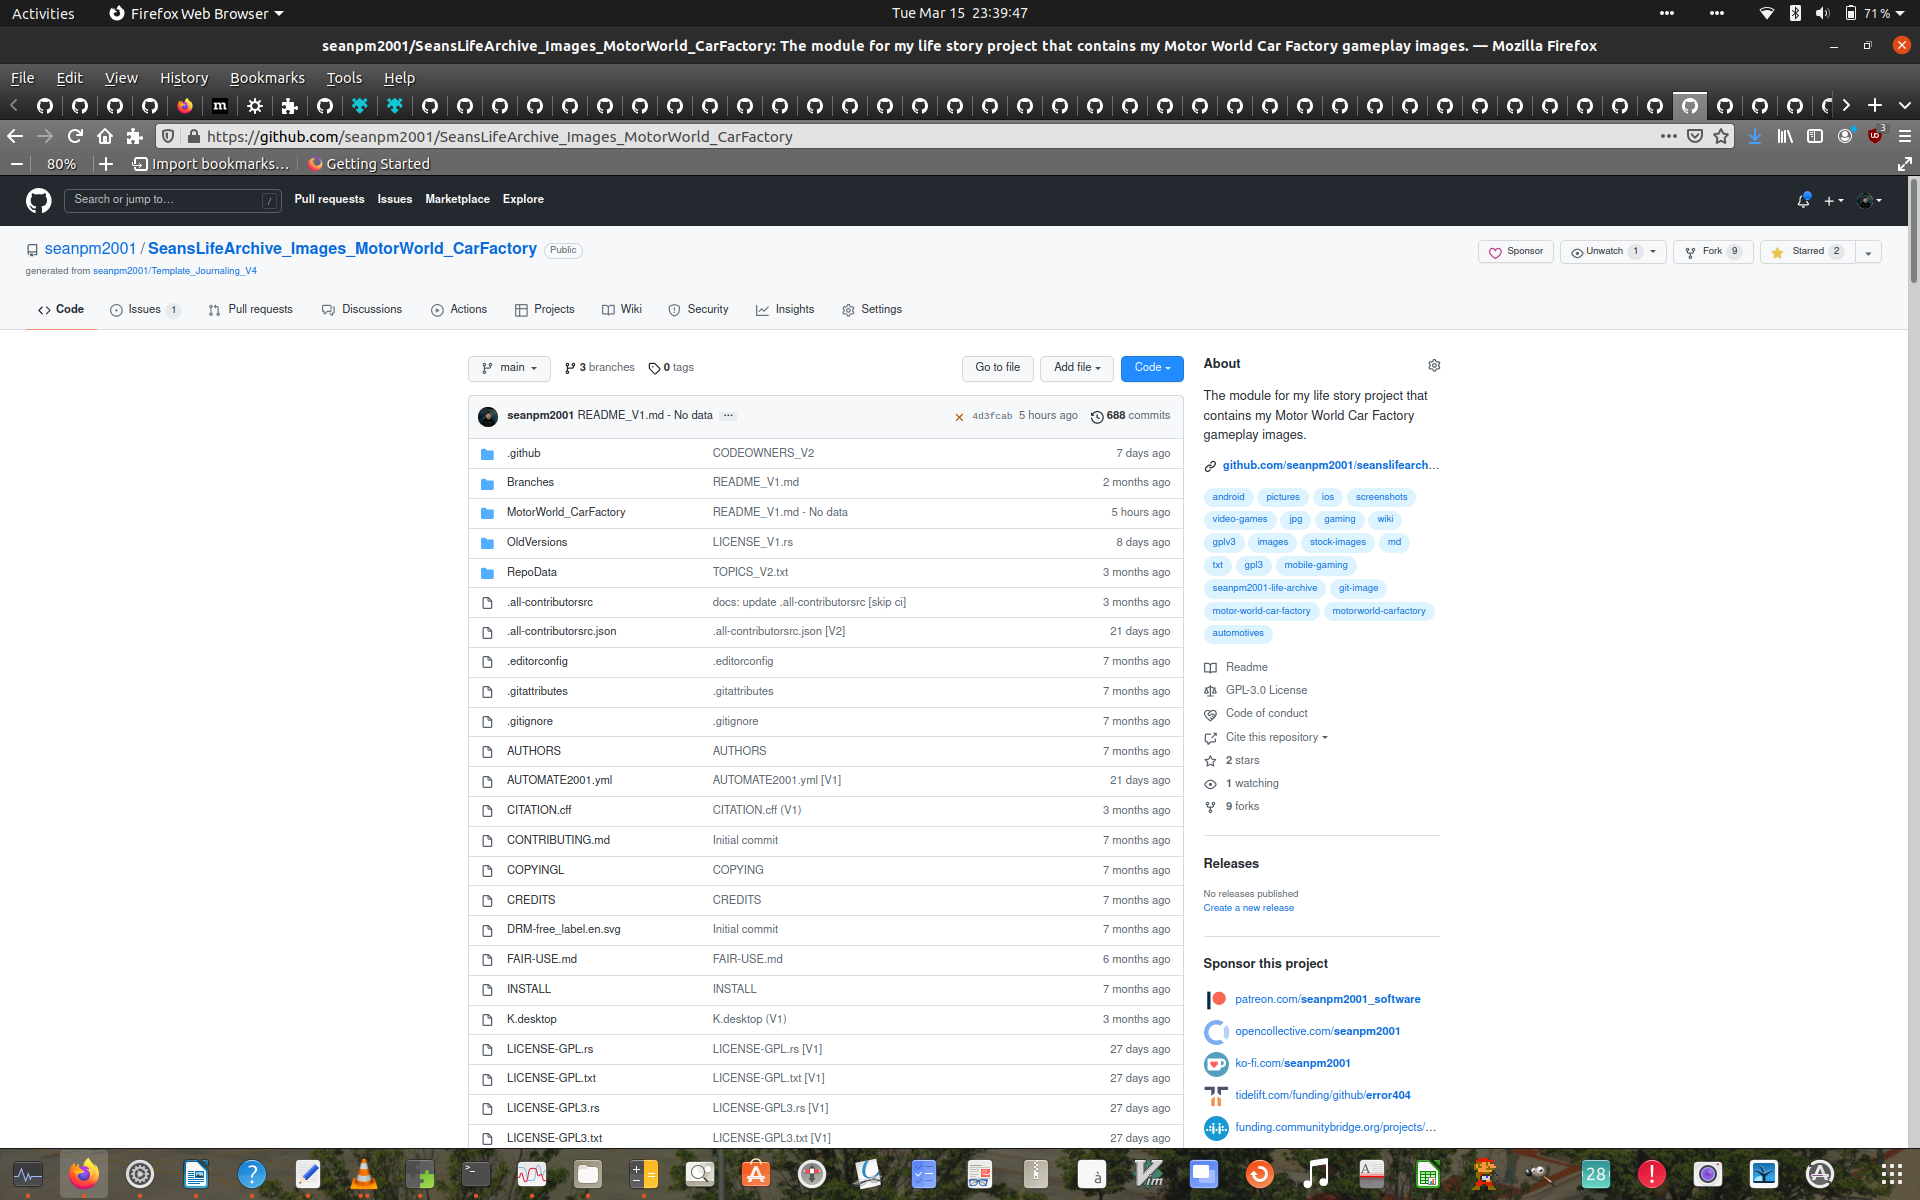 Activities Firefox Web Browser Tue Mar 15 23:39:47 71 %
seanpm2001/SeansLifeArchive_Images_MotorWorld_CarFactory: The module for my life story project that contains my Motor World Car Factory gameplay images. — Mozilla Firefox
File Edit View History Bookmarks Tools Help
https://github.com/seanpm2001/SeansLifeArchive_Images_MotorWorld_CarFactory 3
80% Import bookmarks... Getting Started
Search or jump to... / Pull requests Issues Marketplace Explore
seanpm2001 / SeansLifeArchive_Images_MotorWorld_CarFactory Public Sponsor Unwatch 1 Fork 9 Starred 2
generated from seanpm2001/Template_Journaling_V4
Code Issues 1 Pull requests Discussions Actions Projects Wiki Security Insights Settings
main 3 branches 0 tags Go to file Add file Code
seanpm2001 README_V1.md - No data ... 4d3fcab 5 hours ago 688 commits
.github CODEOWNERS_V2 7 days ago
Branches README_V1.md 2 months ago
MotorWorld_CarFactory README_V1.md - No data 5 hours ago
OldVersions LICENSE_V1.rs 8 days ago
RepoData TOPICS_V2.txt 3 months ago
.all-contributorsrc docs: update .all-contributorsrc [skip ci] 3 months ago
.all-contributorsrc.json .all-contributorsrc.json [V2] 21 days ago
.editorconfig .editorconfig 7 months ago
.gitattributes .gitattributes 7 months ago
.gitignore .gitignore 7 months ago
AUTHORS AUTHORS 7 months ago
AUTOMATE2001.yml AUTOMATE2001.yml [V1] 21 days ago
CITATION.cff CITATION.cff (V1) 3 months ago
CONTRIBUTING.md Initial commit 7 months ago
COPYINGL COPYING 7 months ago
CREDITS CREDITS 7 months ago
DRM-free_label.en.svg Initial commit 7 months ago
FAIR-USE.md FAIR-USE.md 6 months ago
INSTALL INSTALL 7 months ago
K.desktop K.desktop (V1) 3 months ago
LICENSE-GPL.rs LICENSE-GPL.rs [V1] 27 days ago
LICENSE-GPL.txt LICENSE-GPL.txt [V1] 27 days ago
LICENSE-GPL3.rs LICENSE-GPL3.rs [V1] 27 days ago
LICENSE-GPL3.txt LICENSE-GPL3.txt [V1] 27 days ago
About
The module for my life story project that
contains my Motor World Car Factory
gameplay images.
github.com/seanpm2001/seanslifearch...
android pictures ios screenshots
video-games jpg gaming wiki
gplv3 images stock-images md
txt gpl3 mobile-gaming
seanpm2001-life-archive git-image
motor-world-car-factory motorworld-carfactory
automotives
Readme
GPL-3.0 License
Code of conduct
Cite this repository
2 stars
1 watching
9 forks
Releases
No releases published
Create a new release
Sponsor this project
patreon.com/seanpm2001_software
opencollective.com/seanpm2001
ko-fi.com/seanpm2001
tidelift.com/funding/github/error404
funding.communitybridge.org/projects/...
28